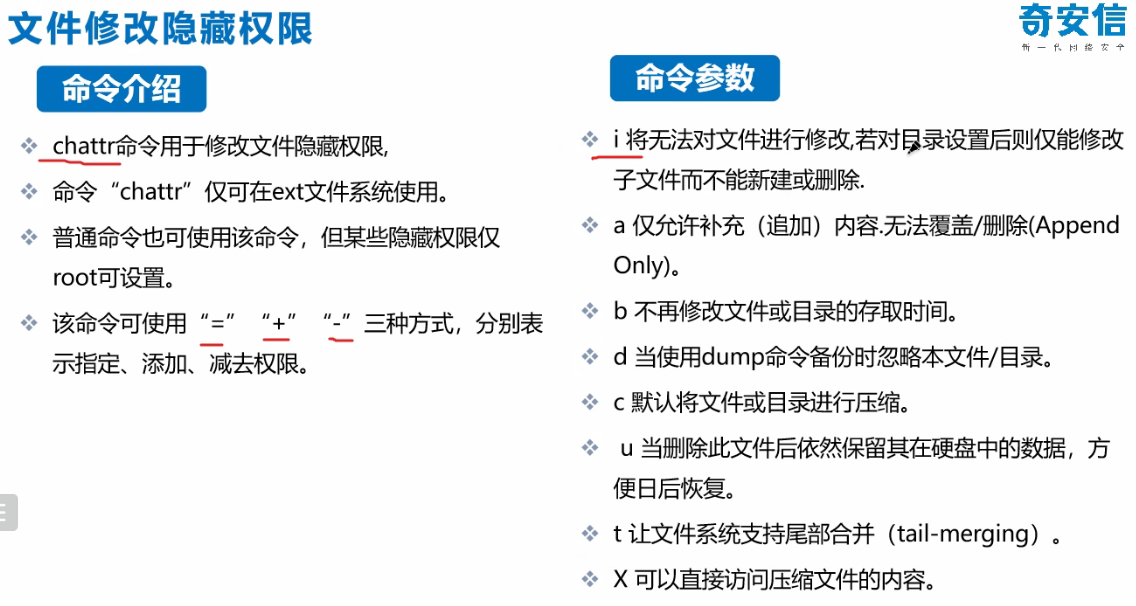 文件修改隐藏权限
奇安信
新一代网络安全
命令介绍
chattr命令用于修改文件隐藏权限,
命令“chattr”仅可在ext文件系统使用。
普通命令也可使用该命令，但某些隐藏权限仅
root可设置。
该命令可使用“=”“+”“-”三种方式，分别表
示指定、添加、减去权限。
命令参数
i 将无法对文件进行修改,若对目录设置后则仅能修改
子文件而不能新建或删除.
a 仅允许补充（追加）内容.无法覆盖/删除(Append
Only)。
b 不再修改文件或目录的存取时间。
d 当使用dump命令备份时忽略本文件/目录。
c 默认将文件或目录进行压缩。
u 当删除此文件后依然保留其在硬盘中的数据，方
便日后恢复。
t 让文件系统支持尾部合并（tail-merging）。
X 可以直接访问压缩文件的内容。